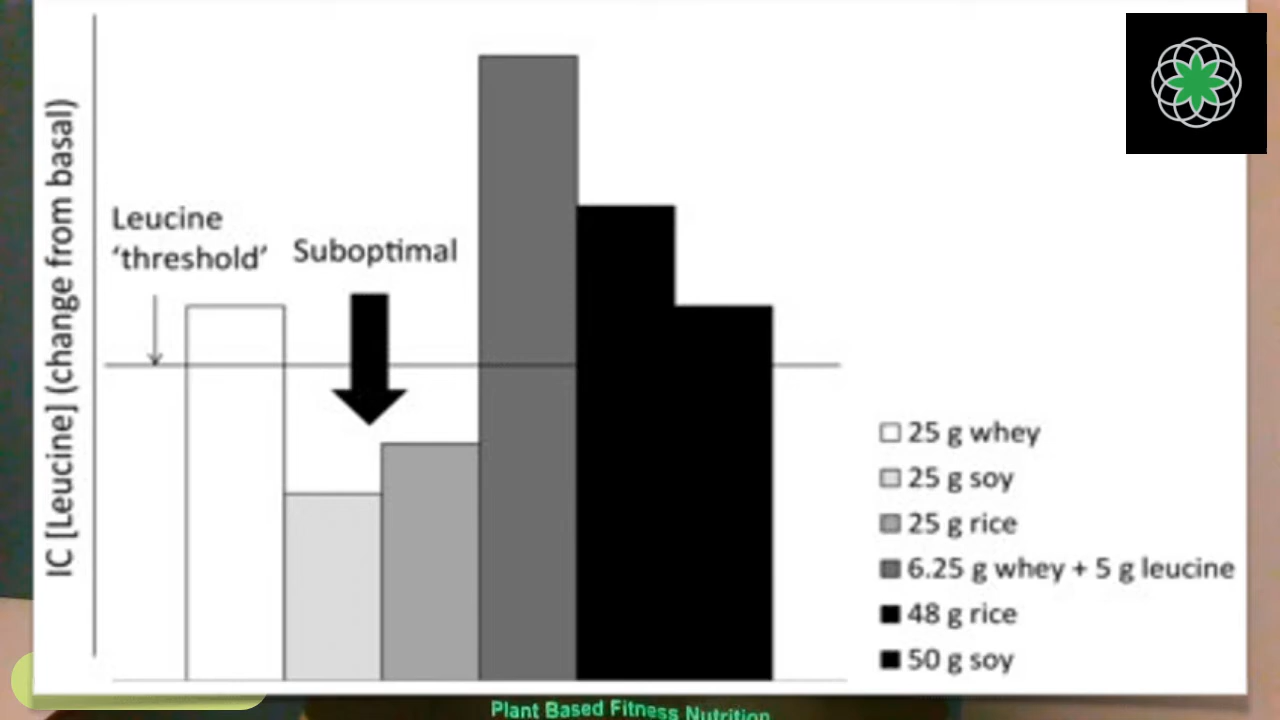 IC [Leucine] (change from basal)
Leucine
‘threshold’
Suboptimal
25 g whey
25 g soy
25 g rice
6.25 g whey + 5 g leucine
48 g rice
50 g soy
Plant Based Fitness Nutrition